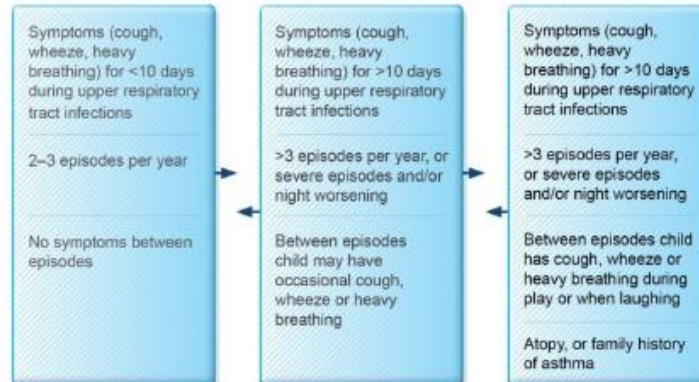 Symptoms (cough,
wheeze, heavy
breathing) for <10 days
during upper respiratory
tract infections
2–3 episodes per year
No symptoms between
episodes
Symptoms (cough,
wheeze, heavy
breathing) for >10 days
during upper respiratory
tract infections
>3 episodes per year, or
severe episodes and/or
night worsening
Between episodes
child may have
occasional cough,
wheeze or heavy
breathing
Symptoms (cough,
wheeze, heavy
breathing) for >10 days
during upper respiratory
tract infections
>3 episodes per year,
or severe episodes
and/or night worsening
Between episodes child
has cough, wheeze or
heavy breathing during
play or when laughing
Atopy, or family history
of asthma